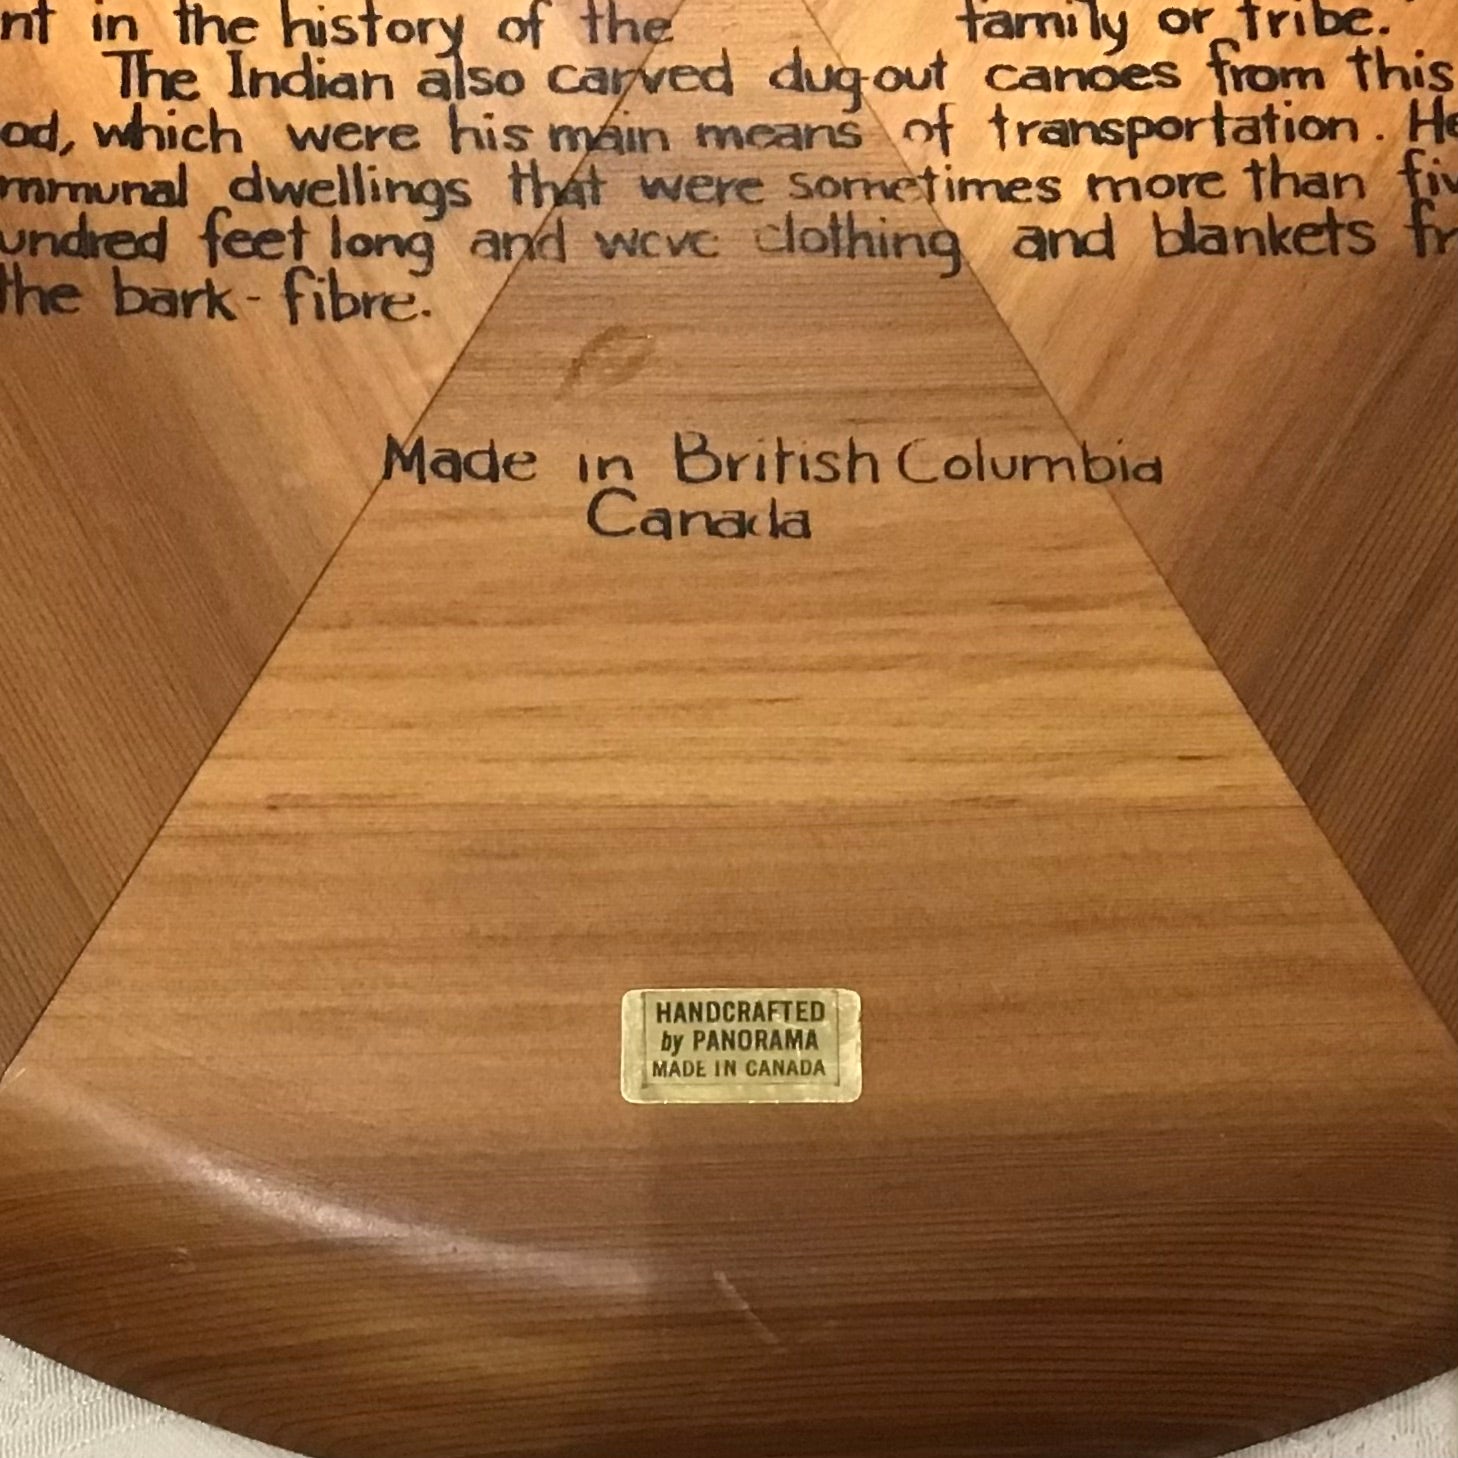 nt in the history of the family or tribe.
The Indian also carved dug-out canoes from this
od, which were his main means of transportation. He
mmunal dwellings that were sometimes more than fiv
undred feet long and wove clothing and blankets fr
the bark-fibre.
Made in British Columbia
Canada
HANDCRAFTED
by PANORAMA
MADE IN CANADA